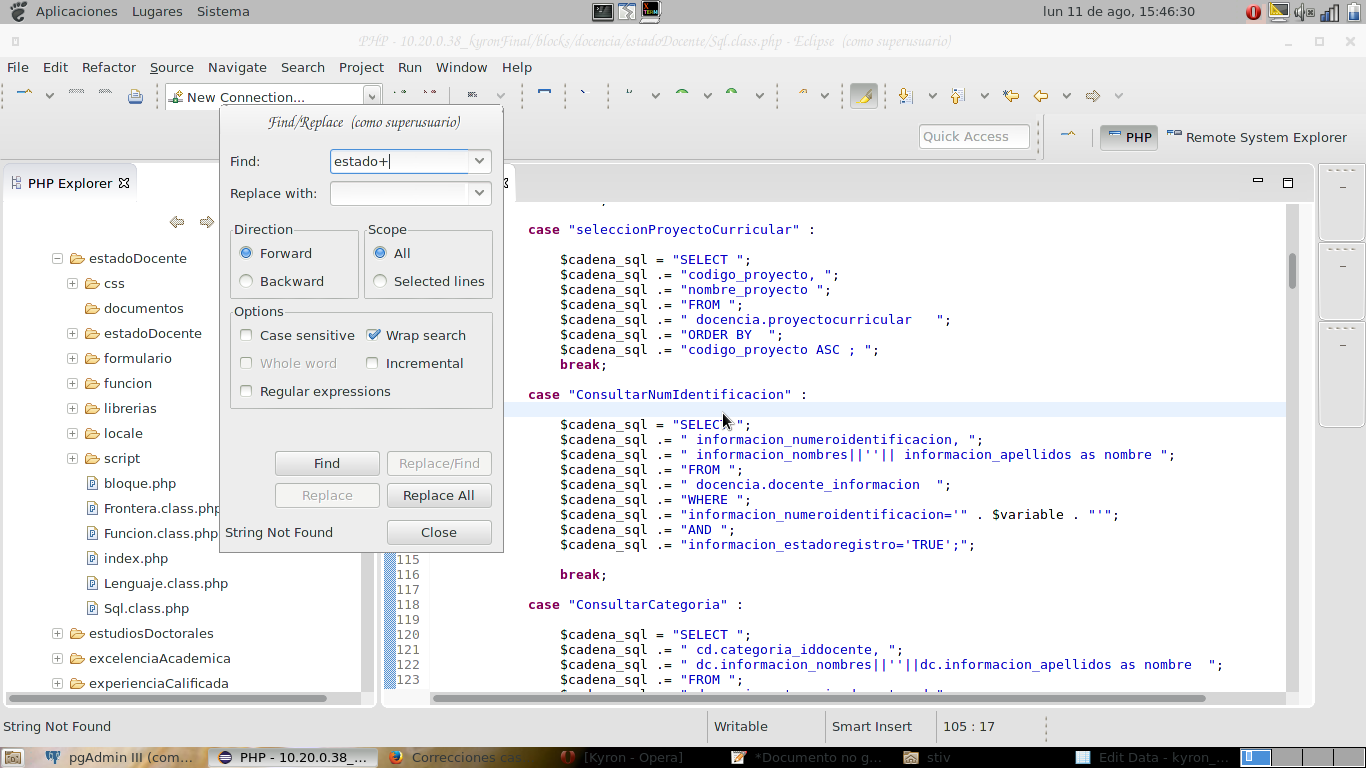 Aplicaciones Lugares Sistema lun 11 de ago, 15:46:30
PHP - 10.20.0.38_kyronFinal/blocks/docencia/estadoDocente/Sql.class.php - Eclipse (como superusuario)
File Edit Refactor Source Navigate Search Project Run Window Help
New Connection...
Quick Access
PHP
Remote System Explorer
PHP Explorer
estadoDocente
css
documentos
estadoDocente
formulario
funcion
librerias
locale
script
bloque.php
Frontera.class.php
Funcion.class.php
index.php
Lenguaje.class.php
Sql.class.php
estudiosDoctorales
excelenciaAcademica
experienciaCalificada
Find/Replace (como superusuario)
Find: estado+
Replace with:
Direction
Forward
Backward
Scope
All
Selected lines
Options
Case sensitive
Wrap search
Whole word
Incremental
Regular expressions
Find
Replace/Find
Replace
Replace All
String Not Found
Close
case "seleccionProyectoCurricular" :
$cadena_sql = "SELECT ";
$cadena_sql .= "codigo_proyecto, ";
$cadena_sql .= "nombre_proyecto ";
$cadena_sql .= "FROM ";
$cadena_sql .= " docencia.proyectocurricular   ";
$cadena_sql .= "ORDER BY  ";
$cadena_sql .= "codigo_proyecto ASC ; ";
break;
case "ConsultarNumIdentificacion" :
$cadena_sql = "SELECT ";
$cadena_sql .= " informacion_numeroidentificacion, ";
$cadena_sql .= " informacion_nombres||''|| informacion_apellidos as nombre ";
$cadena_sql .= "FROM ";
$cadena_sql .= " docencia.docente_informacion  ";
$cadena_sql .= "WHERE ";
$cadena_sql .= "informacion_numeroidentificacion='" . $variable . "'";
$cadena_sql .= "AND ";
$cadena_sql .= "informacion_estadoregistro='TRUE';";
115
116 break;
117
118 case "ConsultarCategoria" :
119
120 $cadena_sql = "SELECT ";
121 $cadena_sql .= " cd.categoria_iddocente, ";
122 $cadena_sql .= " dc.informacion_nombres||''||dc.informacion_apellidos as nombre  ";
123 $cadena_sql .= "FROM ";
String Not Found
Writable
Smart Insert
105 : 17
pgAdmin III (com...
PHP - 10.20.0.38_...
Correcciones
[Kyron - Opera]
*Documento no g...
stiv
Edit Data - kyron_...